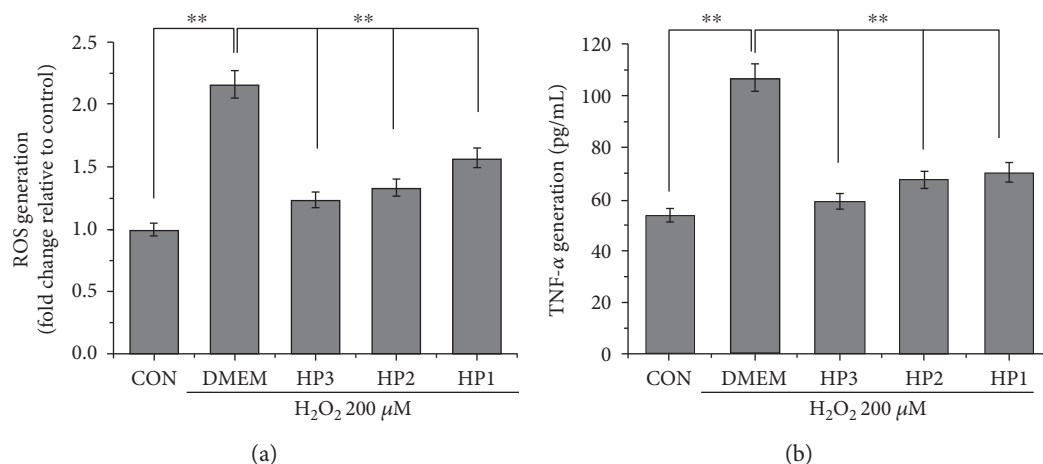 ** **
2.5
2.0
1.5
1.0
0.5
0.0
ROS generation
(fold change relative to control)
CON DMEM HP3 HP2 HP1
H₂O₂ 200 μM
(a)
** **
120
100
80
60
40
20
0
TNF-α generation (pg/mL)
CON DMEM HP3 HP2 HP1
H₂O₂ 200 μM
(b)